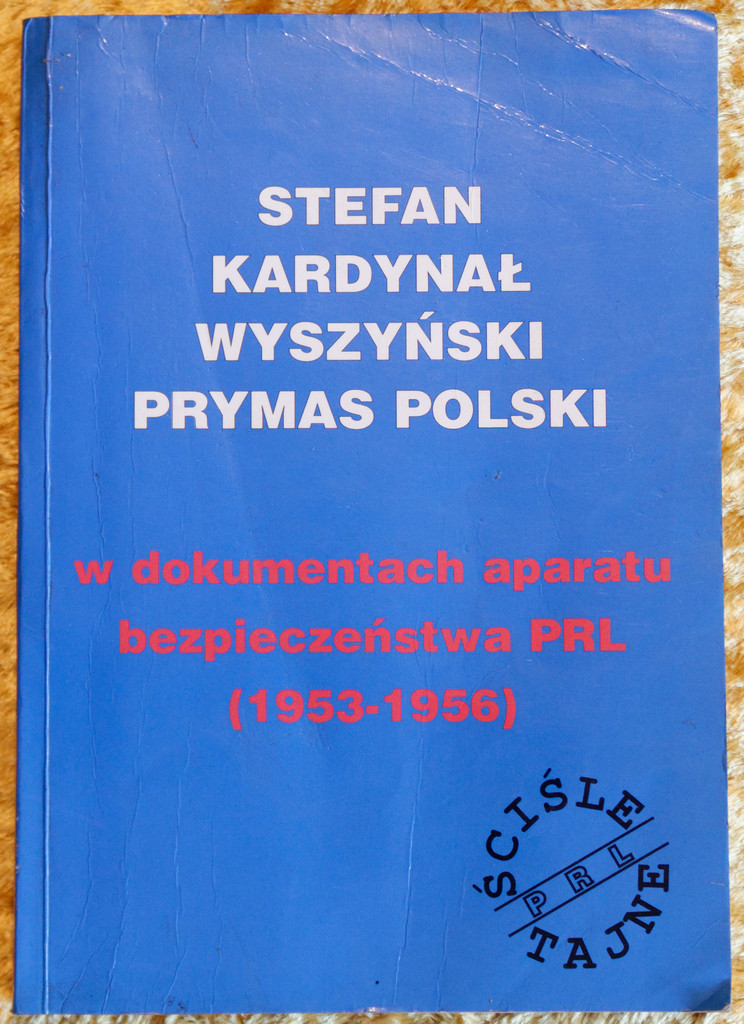 STEFAN
KARDYNAŁ
WYSZYŃSKI
PRYMAS POLSKI
w dokumentach aparatu
bezpieczeństwa PRL
(1953-1956)
ŚCIŚLE
PRL
TAJNE